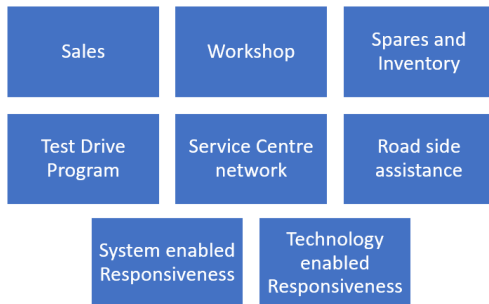 Sales
Workshop
Spares and
Inventory
Test Drive
Program
Service Centre
network
Road side
assistance
System enabled
Responsiveness
Technology
enabled
Responsiveness